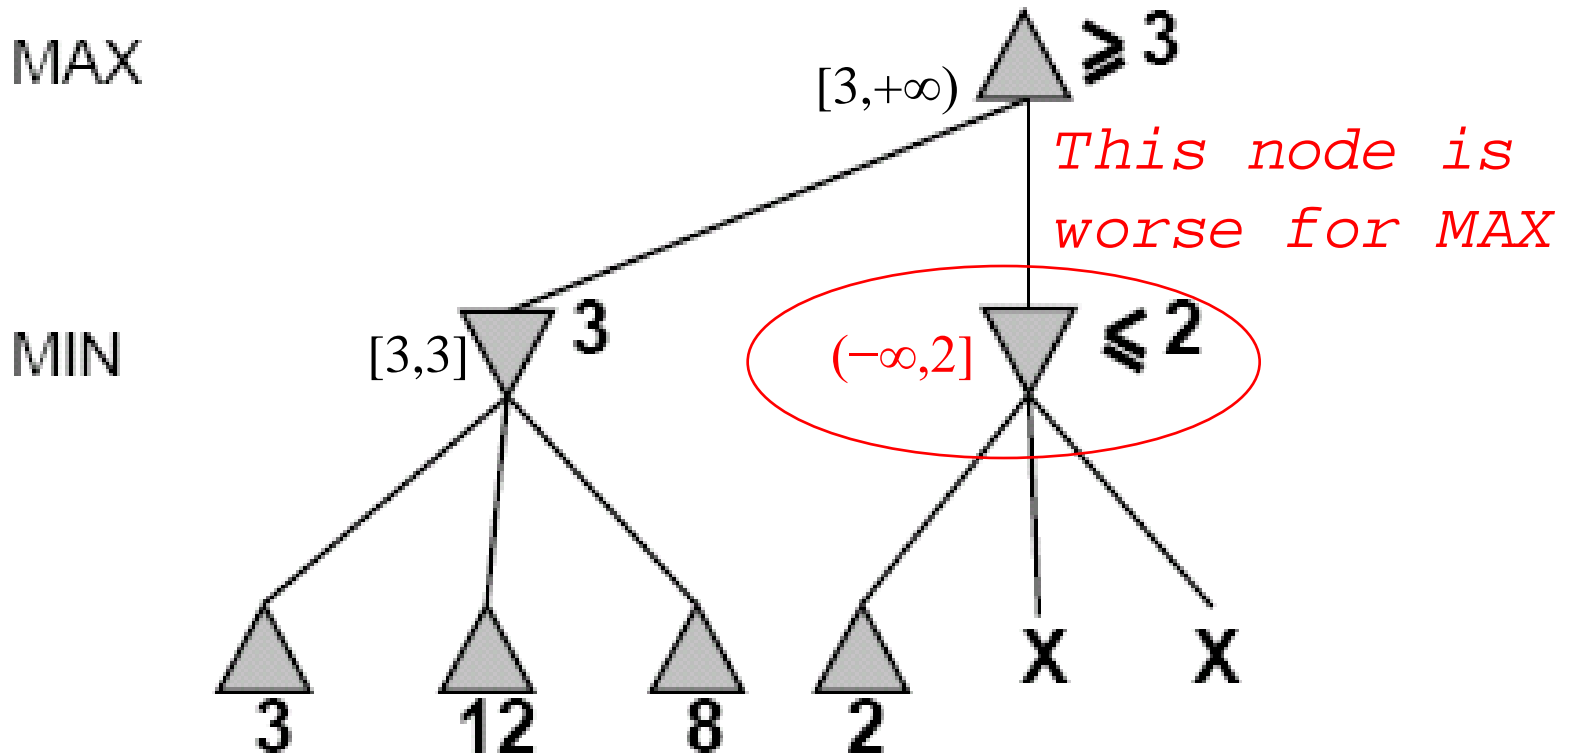 MAX
≥ 3
[3,+∞)
This node is
worse for MAX
MIN
[3,3]
3
(−∞,2]
≤ 2
3
12
8
2
X
X